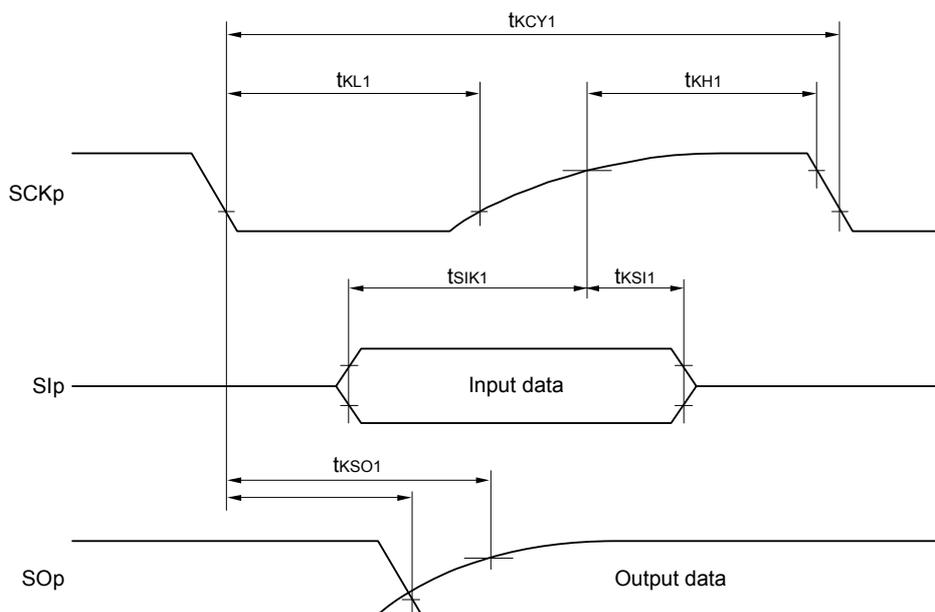 tKCY1
tKL1
tKH1
SCKp
tSIK1
tKSI1
SIp
Input data
tKSO1
SOp
Output data